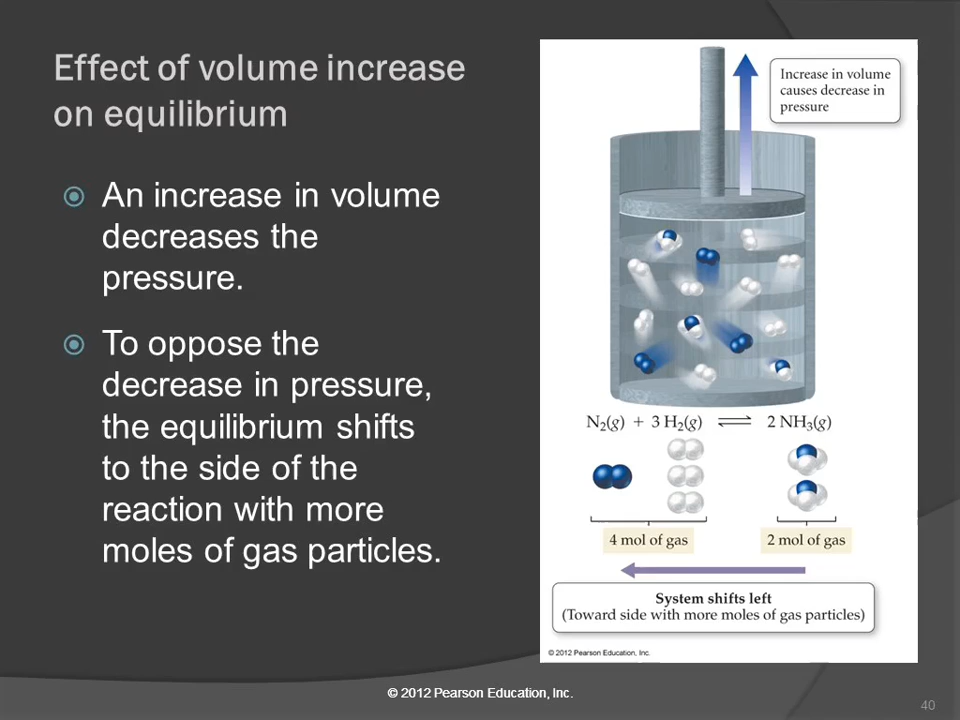 Effect of volume increase
on equilibrium
An increase in volume
decreases the
pressure.
To oppose the
decrease in pressure,
the equilibrium shifts
to the side of the
reaction with more
moles of gas particles.
Increase in volume
causes decrease in
pressure
N₂(g) + 3 H₂(g) ⇌ 2 NH₃(g)
4 mol of gas
2 mol of gas
System shifts left
(Toward side with more moles of gas particles)
© 2012 Pearson Education, Inc.
© 2012 Pearson Education, Inc.
40